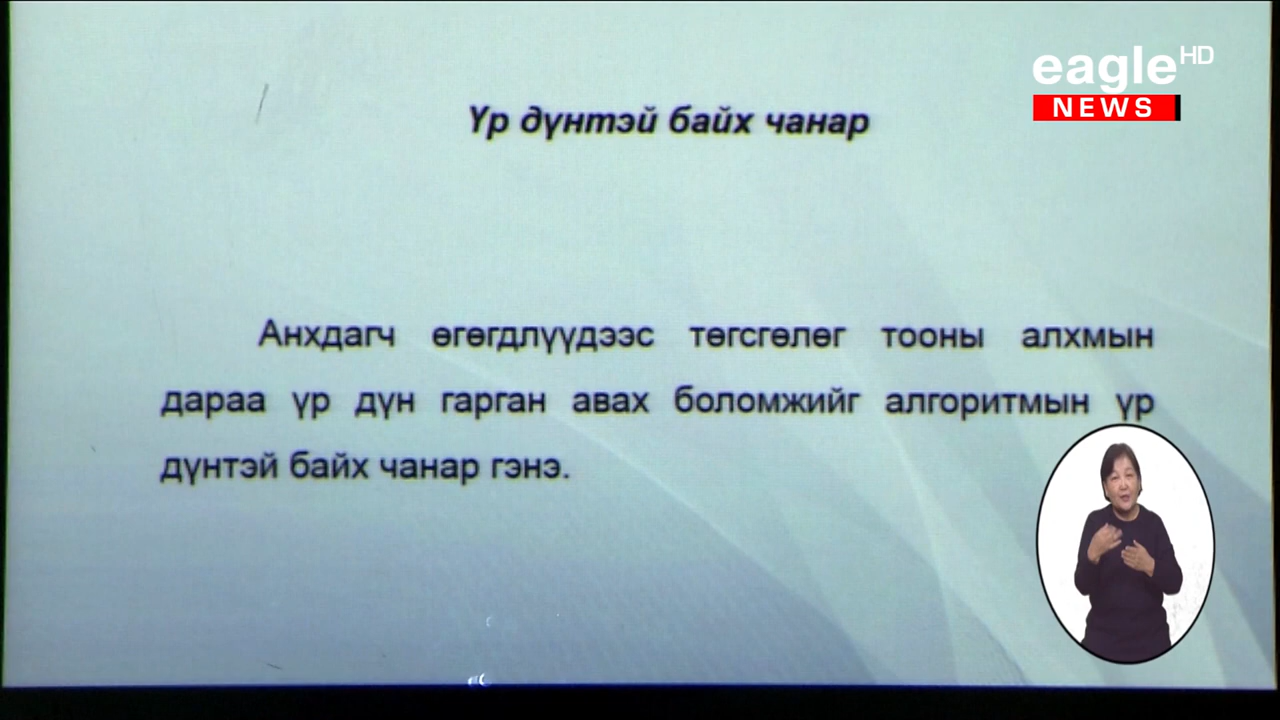 eagle HD
NEWS
Үр дүнтэй байх чанар
Анхдагч өгөгдлүүдээс төгсгөлөг тооны алхмын
дараа үр дүн гарган авах боломжийг алгоритмын үр
дүнтэй байх чанар гэнэ.